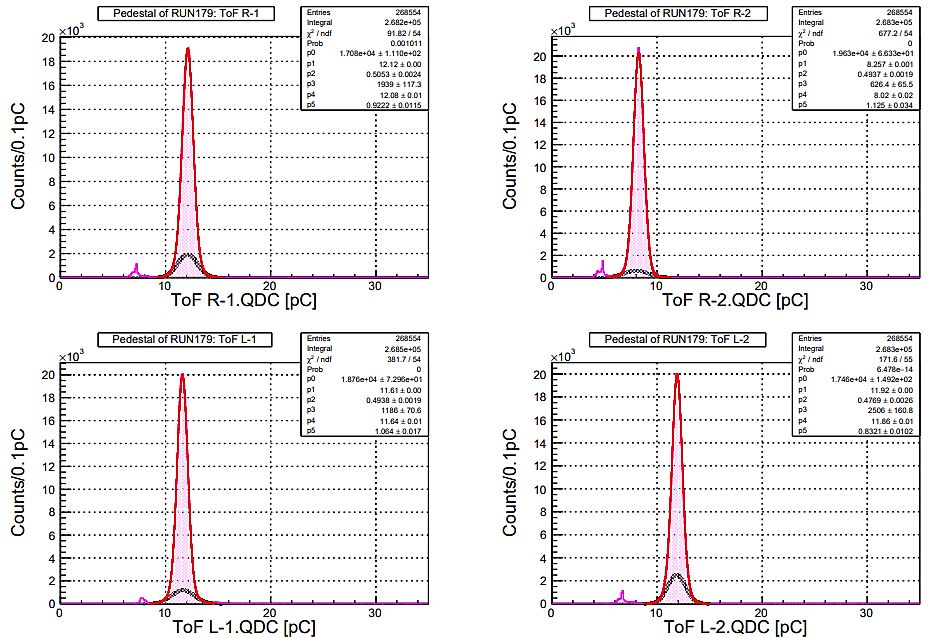 Pedestal of RUN179: ToF R-1
Entries 268554
Integral 2.682e+05
χ² / ndf 91.82 / 54
Prob 0.001011
p0 1.708e+04 ± 1.110e+02
p1 12.12 ± 0.00
p2 0.5053 ± 0.0024
p3 1939 ± 117.3
p4 12.08 ± 0.01
p5 0.9222 ± 0.0115
×10³
20
18
16
14
12
10
8
6
4
2
0
0 10 20 30
Counts/0.1pC
ToF R-1.QDC [pC]
Pedestal of RUN179: ToF R-2
Entries 268554
Integral 2.683e+05
χ² / ndf 677.2 / 54
Prob 0
p0 1.963e+04 ± 6.633e+01
p1 8.257 ± 0.001
p2 0.4937 ± 0.0019
p3 626.4 ± 65.5
p4 8.02 ± 0.02
p5 1.125 ± 0.034
×10³
20
18
16
14
12
10
8
6
4
2
0
0 10 20 30
Counts/0.1pC
ToF R-2.QDC [pC]
Pedestal of RUN179: ToF L-1
Entries 268554
Integral 2.685e+05
χ² / ndf 381.7 / 54
Prob 0
p0 1.876e+04 ± 7.296e+01
p1 11.61 ± 0.00
p2 0.4938 ± 0.0019
p3 1186 ± 70.6
p4 11.64 ± 0.01
p5 1.064 ± 0.017
×10³
20
18
16
14
12
10
8
6
4
2
0
0 10 20 30
Counts/0.1pC
ToF L-1.QDC [pC]
Pedestal of RUN179: ToF L-2
Entries 268554
Integral 2.683e+05
χ² / ndf 171.6 / 55
Prob 6.478e−14
p0 1.746e+04 ± 1.492e+02
p1 11.92 ± 0.00
p2 0.4769 ± 0.0026
p3 2506 ± 160.8
p4 11.86 ± 0.01
p5 0.8321 ± 0.0102
×10³
20
18
16
14
12
10
8
6
4
2
0
0 10 20 30
Counts/0.1pC
ToF L-2.QDC [pC]